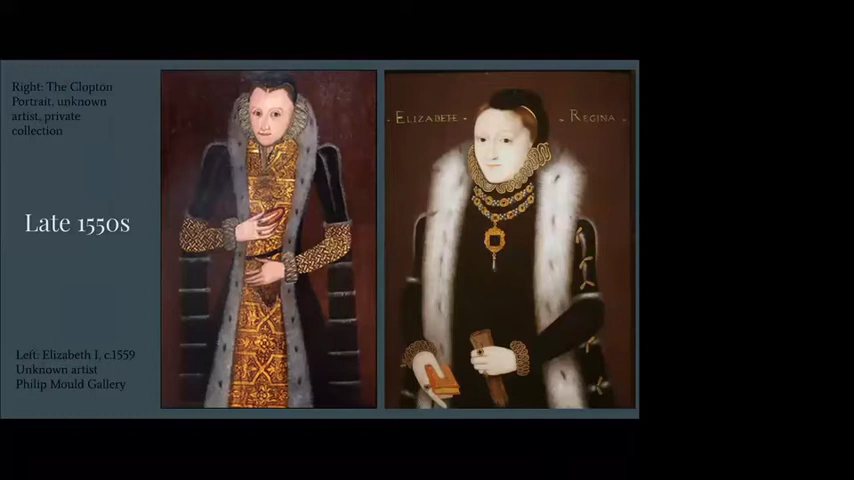 Right: The Clopton
Portrait, unknown
artist, private
collection
Late 1550s
Left: Elizabeth I, c.1559
Unknown artist
Philip Mould Gallery
ELIZABETE REGINA